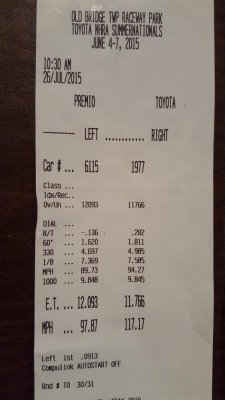 OLD BRIDGE TWP RACEWAY PARK
TOYOTA NHRA SUMMERNATIONALS
JUNE 4-7, 2015
10:30 AM
26/JUL/2015
PREMIO TOYOTA
--------- LEFT ............ RIGHT
Car # ... 6115 1977
Class ...
Idx/Rec..
Ov/Un ... 12093 11766
DIAL ...
R/T ... -.136 .282
60' ... 1.620 1.811
330 ... 4.697 4.985
1/8 ... 7.369 7.585
MPH ... 89.73 94.27
1000 ... 9.848 9.845
E.T. ... 12.093 11.766
MPH ... 97.87 117.17
Left 1st .0913
Compulink AUTOSTART OFF
Rnd # TO 30/31